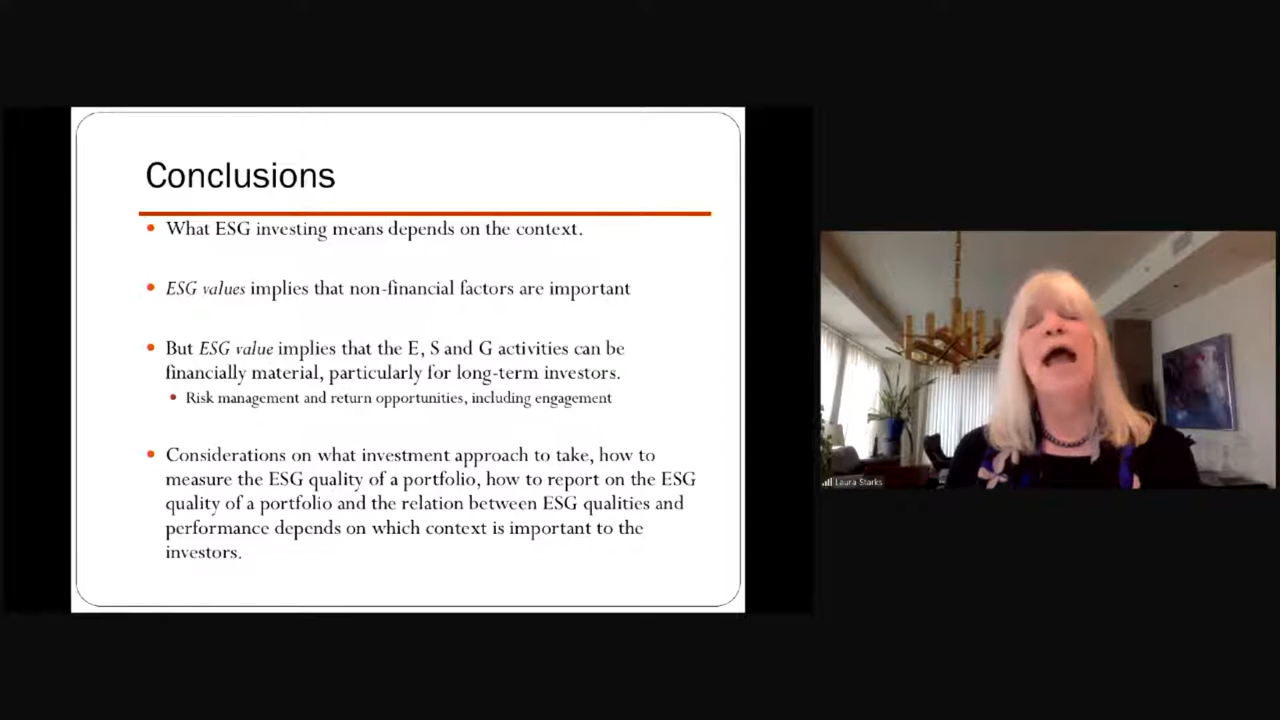 Conclusions
What ESG investing means depends on the context.
ESG values implies that non-financial factors are important
But ESG value implies that the E, S and G activities can be
financially material, particularly for long-term investors.
Risk management and return opportunities, including engagement
Considerations on what investment approach to take, how to
measure the ESG quality of a portfolio, how to report on the ESG
quality of a portfolio and the relation between ESG qualities and
performance depends on which context is important to the
investors.
Laura Starks